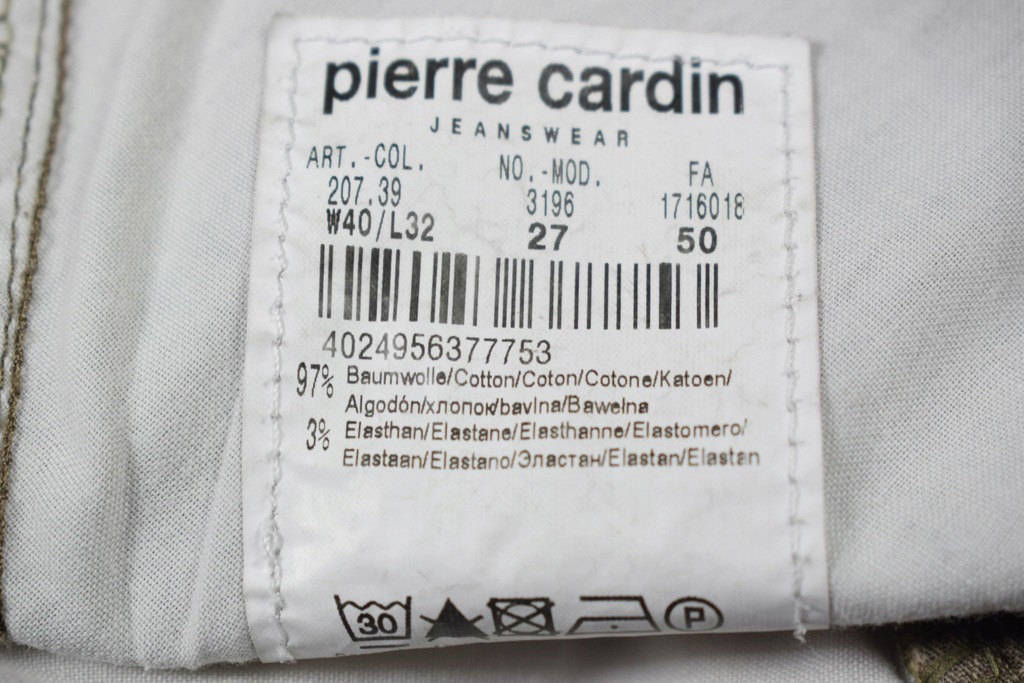 pierre cardin
JEANSWEAR
ART.-COL. NO.-MOD. FA
207.39 3196 1716018
W40/L32 27 50
4024956377753
97% Baumwolle/Cotton/Coton/Cotone/Katoen/
Algodón/хлопок/bavlna/Bawełna
3% Elasthan/Elastane/Elasthanne/Elastomero/
Elastaan/Elastano/Эластан/Elastan/Elastan
30 P